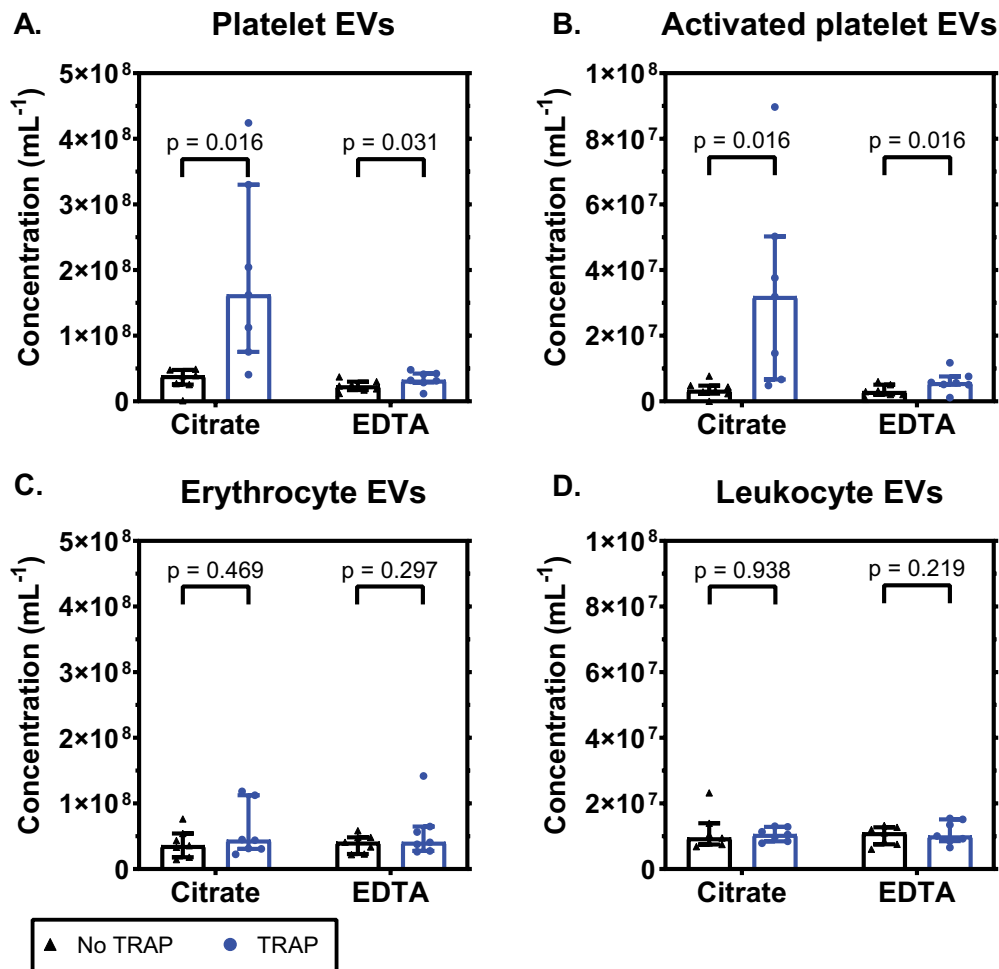 A. Platelet EVs
Concentration (mL⁻¹)
5×10⁸
4×10⁸
3×10⁸
2×10⁸
1×10⁸
0
p = 0.016
p = 0.031
Citrate EDTA
B. Activated platelet EVs
Concentration (mL⁻¹)
1×10⁸
8×10⁷
6×10⁷
4×10⁷
2×10⁷
0
p = 0.016
p = 0.016
Citrate EDTA
C. Erythrocyte EVs
Concentration (mL⁻¹)
5×10⁸
4×10⁸
3×10⁸
2×10⁸
1×10⁸
0
p = 0.469
p = 0.297
Citrate EDTA
D. Leukocyte EVs
Concentration (mL⁻¹)
1×10⁸
8×10⁷
6×10⁷
4×10⁷
2×10⁷
0
p = 0.938
p = 0.219
Citrate EDTA
No TRAP TRAP